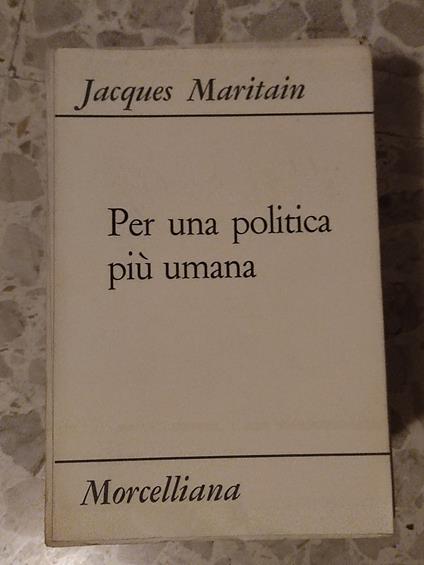 Jacques Maritain
Per una politica
più umana
Morcelliana